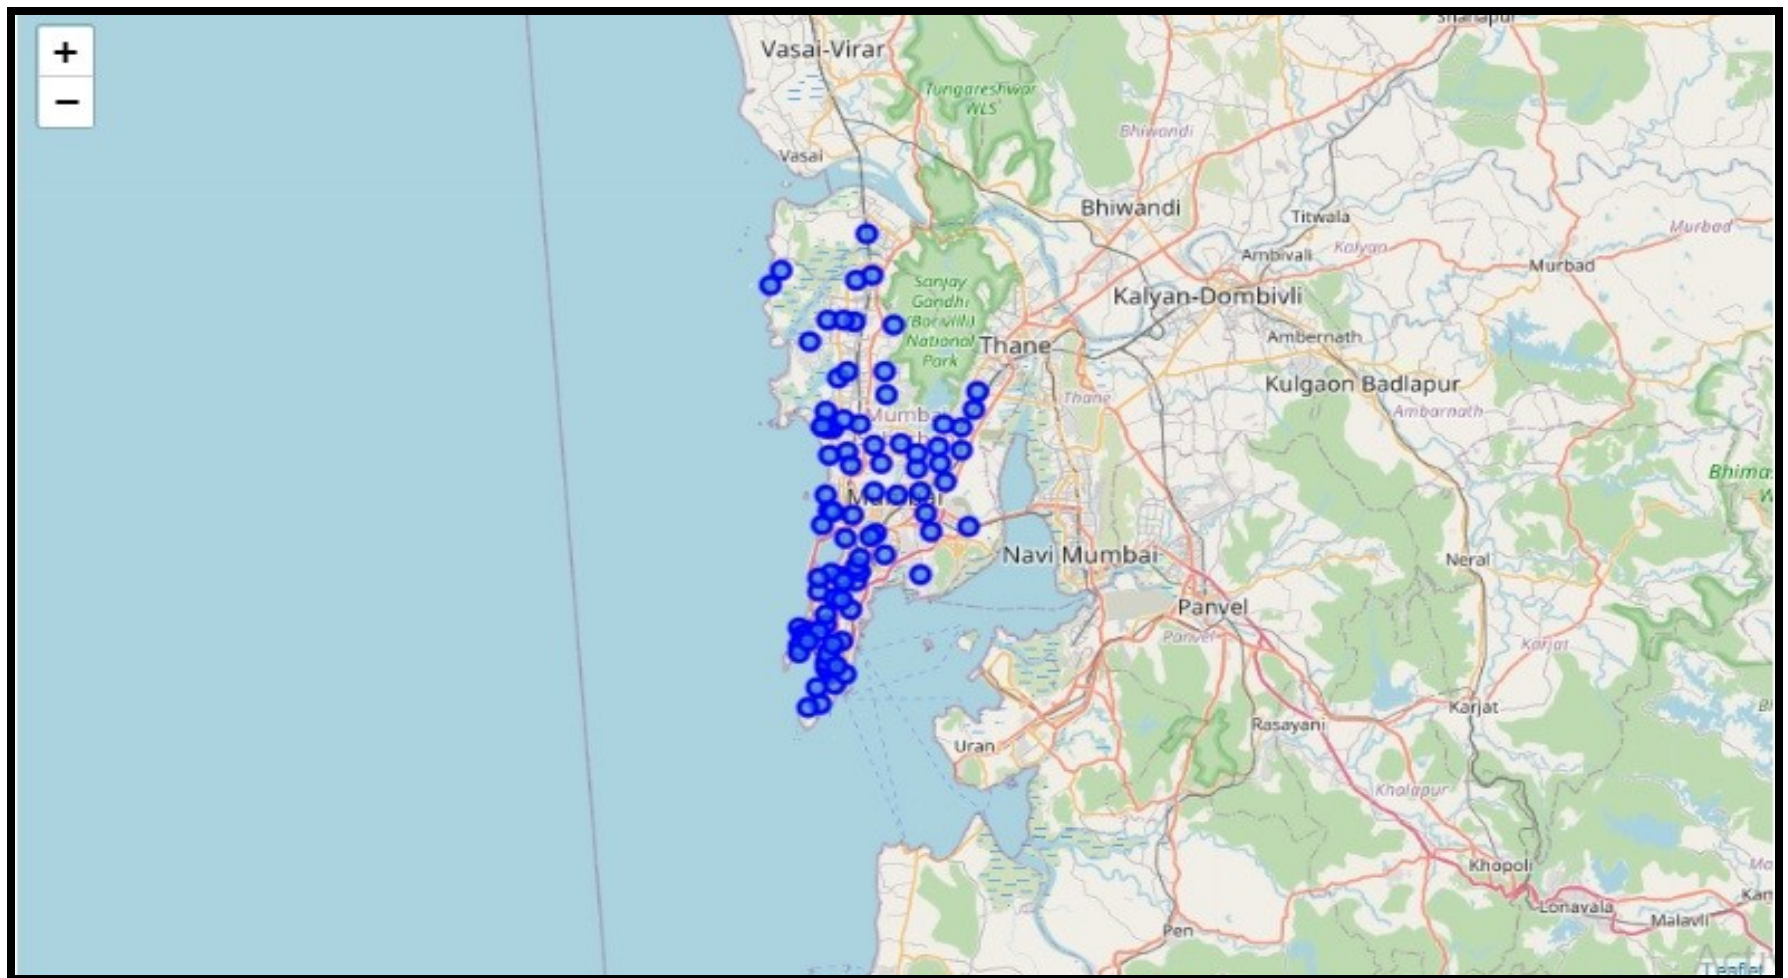 +
−
Shahapur
Vasai-Virar
Tungareshwar
WLS
Bhiwandi
Vasai
Bhiwandi
Titwala
Murbad
Kalyan
Ambivali
Murbad
Sanjay
Gandhi
(Borivili)
National
Park
Kalyan-Dombivli
Ambernath
Thane
Kulgaon Badlapur
Thane
Ambarnath
Mumbai
Navi Mumbai
Neral
Panvel
Panvel
Karjat
Karjat
Rasayani
Uran
Khalapur
Khopoli
Lonavala
Malavli
Pen
Leaflet